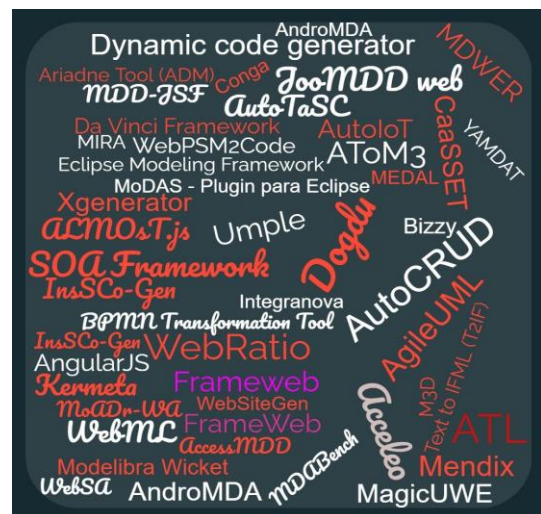 AndroMDA
Dynamic code generator
MDWER
Ariadne Tool (ADM)
Conga
JooMDD web
MDD-JSF
AutoTaSC
CaaSSET
Da Vinci Framework
AutoIoT
YAMDAT
MIRA
WebPSM2Code
AToM3
Eclipse Modeling Framework
MEDAL
MoDAS - Plugin para Eclipse
Xgenerator
Umple
Dogdu
Bizzy
ALMOsT.js
AutoCRUD
SOA Framework
InsSCo-Gen
Integranova
BPMN Transformation Tool
AgileUML
InsSCo-Gen
WebRatio
AngularJS
Text to IFML (T2IF)
M3D
Kermeta
Frameweb
Acceleo
MoADr-WA
WebSiteGen
ATL
WebML
FrameWeb
AccessMDD
Modelibra Wicket
MDABench
Mendix
WebSA
AndroMDA
MagicUWE